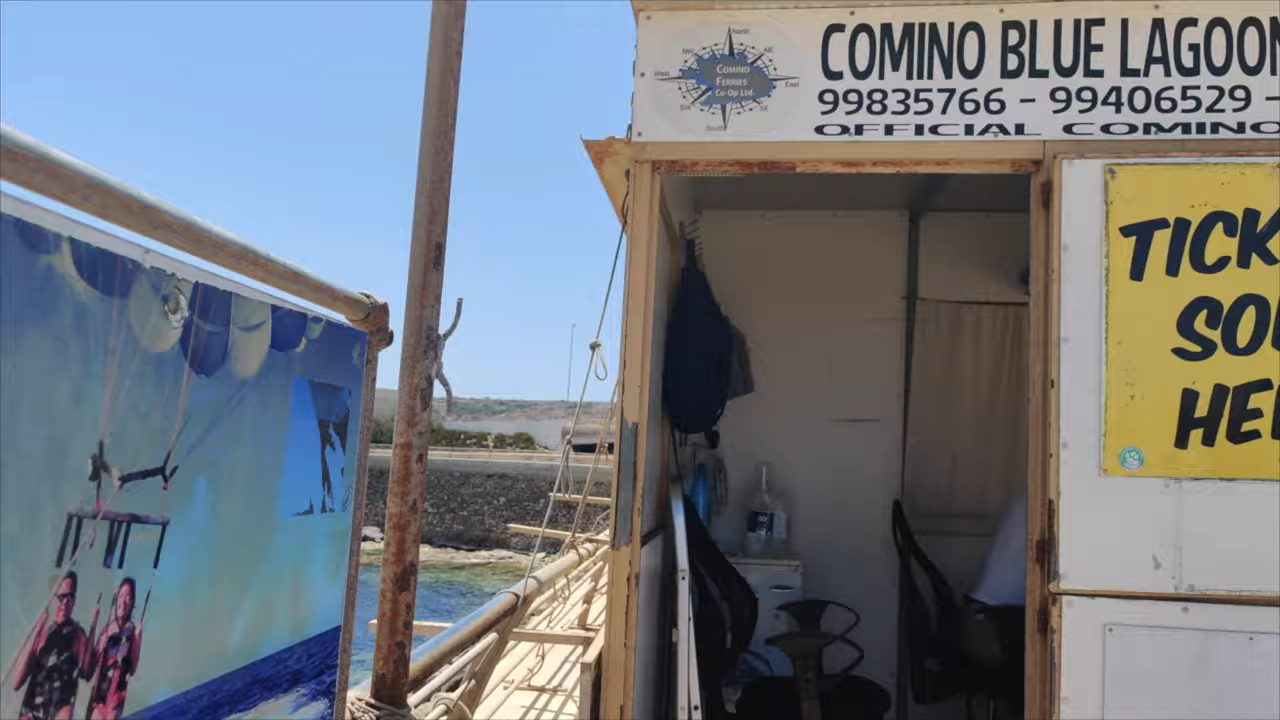 North
NW
NE
West
COMINO
FERRIES
Co-Op Ltd.
East
SW
SE
South
COMINO BLUE LAGOON
99835766 - 99406529 -
OFFICIAL COMINO
TICK
SO
HE